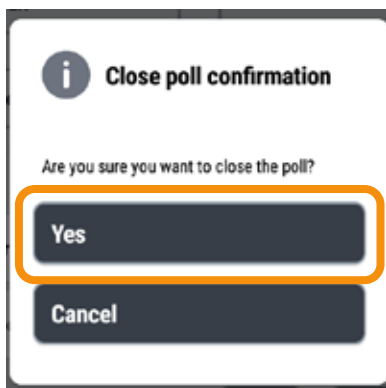 Close poll confirmation
Are you sure you want to close the poll?
Yes
Cancel